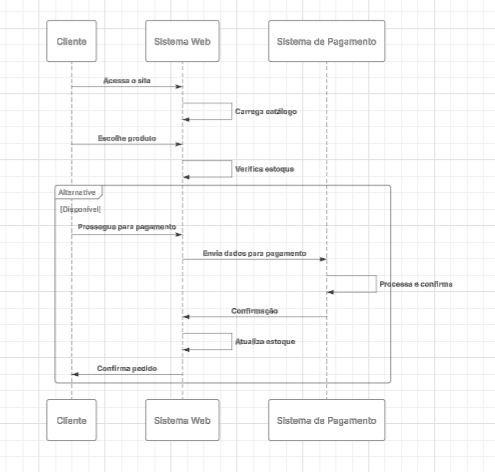 Cliente
Sistema Web
Sistema de Pagamento
Acessa o site
Carrega catálogo
Escolhe produto
Verifica estoque
Alternative
[Disponível]
Prossegue para pagamento
Envia dados para pagamento
Processa e confirma
Confirmação
Atualiza estoque
Confirma pedido
Cliente
Sistema Web
Sistema de Pagamento